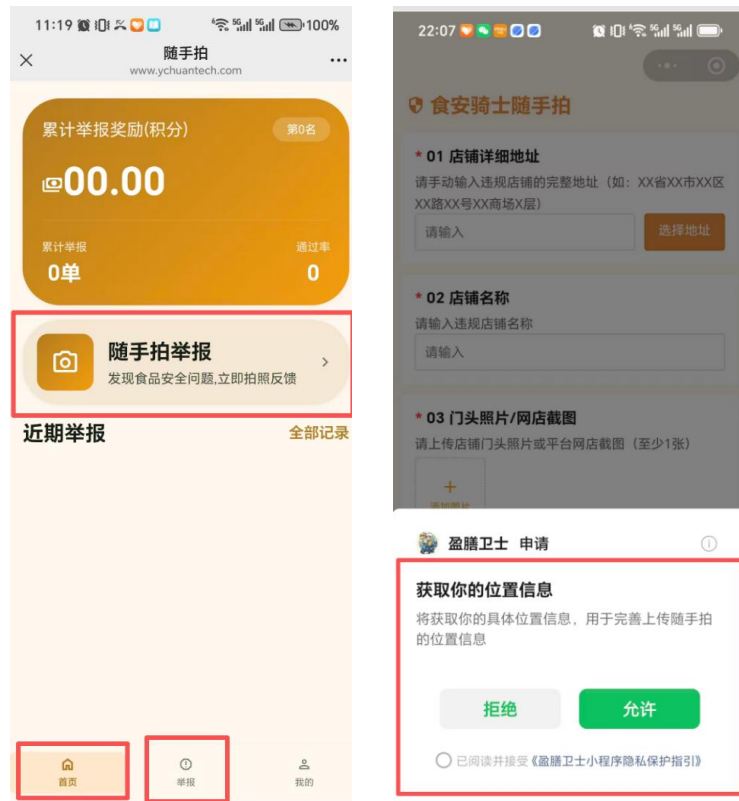 11:19
100%
随手拍
www.ychuantech.com
累计举报奖励(积分)
第0名
00.00
累计举报
通过率
0单
0
随手拍举报
发现食品安全问题,立即拍照反馈
近期举报
全部记录
首页
举报
我的
22:07
食安骑士随手拍
* 01 店铺详细地址
请手动输入违规店铺的完整地址（如：XX省XX市XX区
XX路XX号XX商场X层）
请输入
选择地址
* 02 店铺名称
请输入违规店铺名称
请输入
* 03 门头照片/网店截图
请上传店铺门头照片或平台网店截图（至少1张）
盈膳卫士 申请
获取你的位置信息
将获取你的具体位置信息，用于完善上传随手拍
的位置信息
拒绝
允许
已阅读并接受《盈膳卫士小程序隐私保护指引》